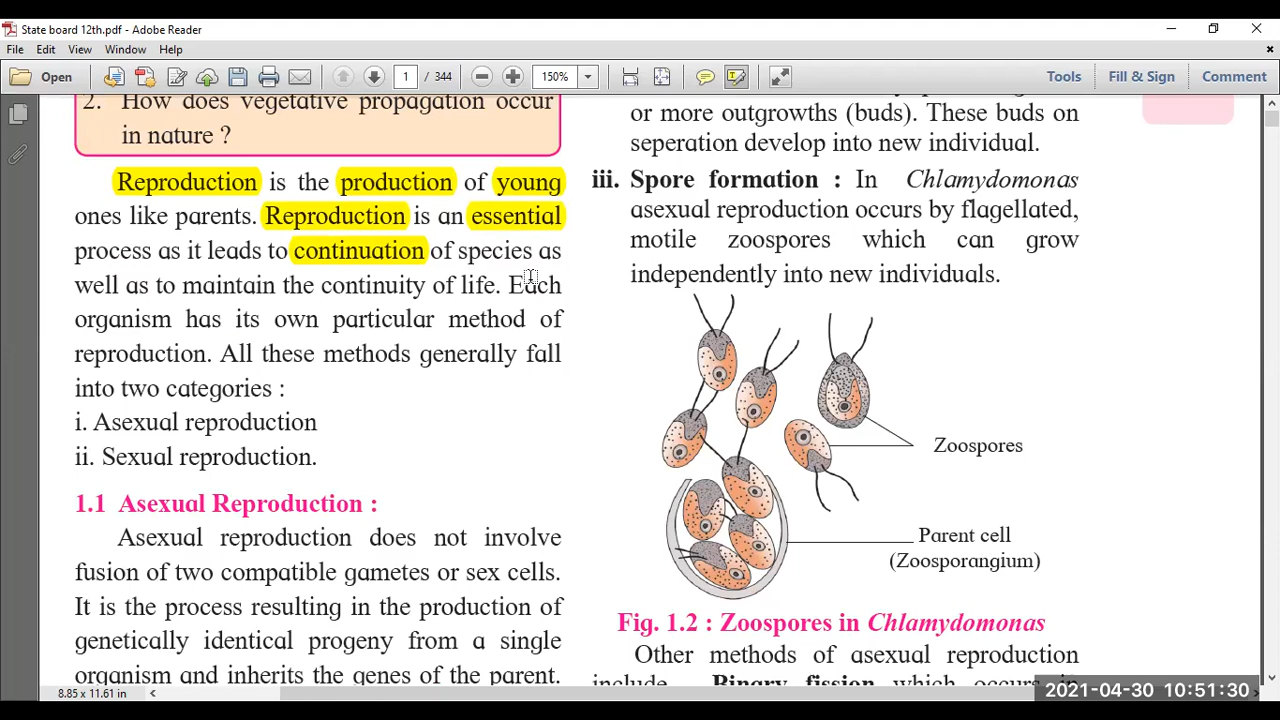 State board 12th.pdf - Adobe Reader
File Edit View Window Help
Open 1 / 344 150% Tools Fill & Sign Comment
2. How does vegetative propagation occur
in nature ?
Reproduction is the production of young
ones like parents. Reproduction is an essential
process as it leads to continuation of species as
well as to maintain the continuity of life. Each
organism has its own particular method of
reproduction. All these methods generally fall
into two categories :
i. Asexual reproduction
ii. Sexual reproduction.
1.1 Asexual Reproduction :
Asexual reproduction does not involve
fusion of two compatible gametes or sex cells.
It is the process resulting in the production of
genetically identical progeny from a single
organism and inherits the genes of the parent.
or more outgrowths (buds). These buds on
seperation develop into new individual.
iii. Spore formation : In Chlamydomonas
asexual reproduction occurs by flagellated,
motile zoospores which can grow
independently into new individuals.
Zoospores
Parent cell
(Zoosporangium)
Fig. 1.2 : Zoospores in Chlamydomonas
Other methods of asexual reproduction
include Binary fission which occurs in
8.85 x 11.61 in
2021-04-30 10:51:30